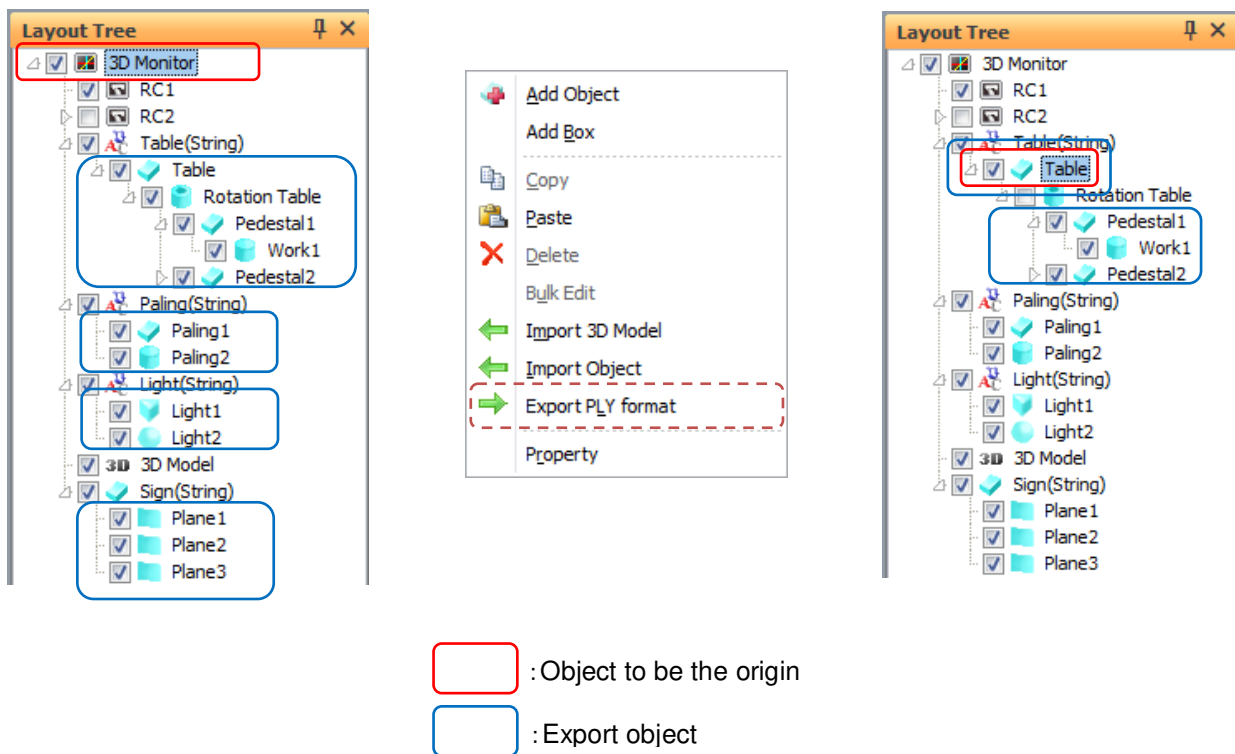 Layout Tree
3D Monitor
RC1
RC2
Table(String)
Table
Rotation Table
Pedestal1
Work1
Pedestal2
Paling(String)
Paling1
Paling2
Light(String)
Light1
Light2
3D 3D Model
Sign(String)
Plane1
Plane2
Plane3
Add Object
Add Box
Copy
Paste
Delete
Bulk Edit
Import 3D Model
Import Object
Export PLY format
Property
Layout Tree
3D Monitor
RC1
RC2
Table(String)
Table
Rotation Table
Pedestal1
Work1
Pedestal2
Paling(String)
Paling1
Paling2
Light(String)
Light1
Light2
3D 3D Model
Sign(String)
Plane1
Plane2
Plane3
:Object to be the origin
:Export object